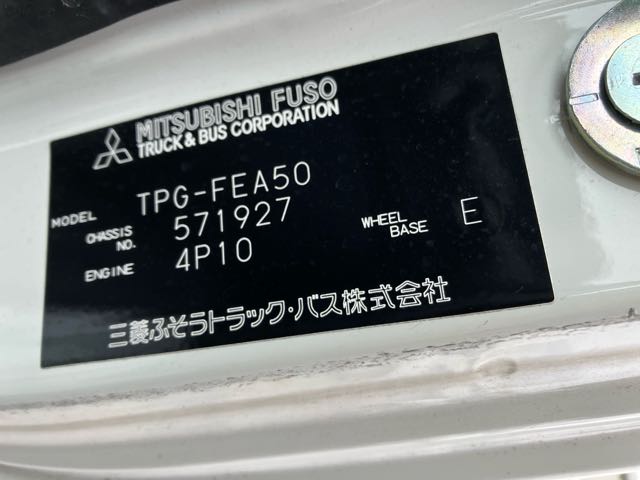 MITSUBISHI FUSO
TRUCK & BUS CORPORATION
MODEL TPG-FEA50
CHASSIS NO. 571927
ENGINE 4P10
WHEEL BASE E
三菱ふそうトラック・バス株式会社